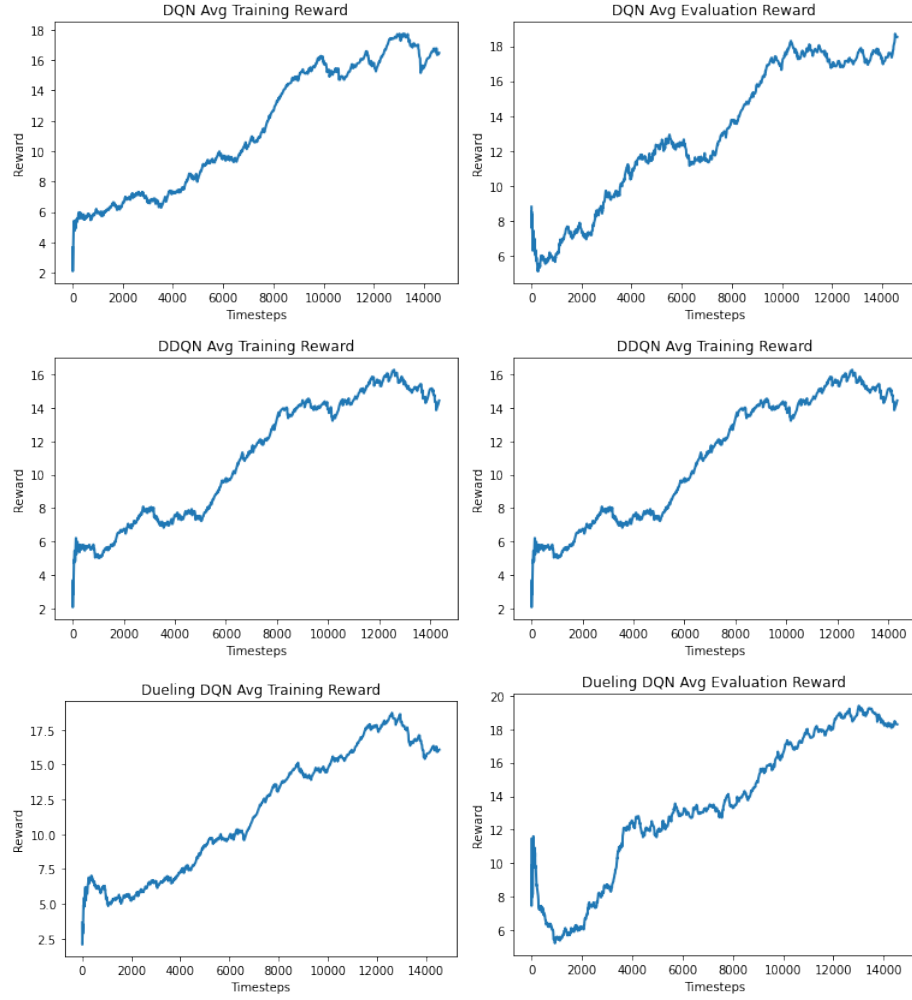 DQN Avg Training Reward
18
16
14
12
10
8
6
4
2
Reward
0 2000 4000 6000 8000 10000 12000 14000
Timesteps
DQN Avg Evaluation Reward
18
16
14
12
10
8
6
Reward
0 2000 4000 6000 8000 10000 12000 14000
Timesteps
DDQN Avg Training Reward
16
14
12
10
8
6
4
2
Reward
0 2000 4000 6000 8000 10000 12000 14000
Timesteps
DDQN Avg Training Reward
16
14
12
10
8
6
4
2
Reward
0 2000 4000 6000 8000 10000 12000 14000
Timesteps
Dueling DQN Avg Training Reward
17.5
15.0
12.5
10.0
7.5
5.0
2.5
Reward
0 2000 4000 6000 8000 10000 12000 14000
Timesteps
Dueling DQN Avg Evaluation Reward
20
18
16
14
12
10
8
6
Reward
0 2000 4000 6000 8000 10000 12000 14000
Timesteps